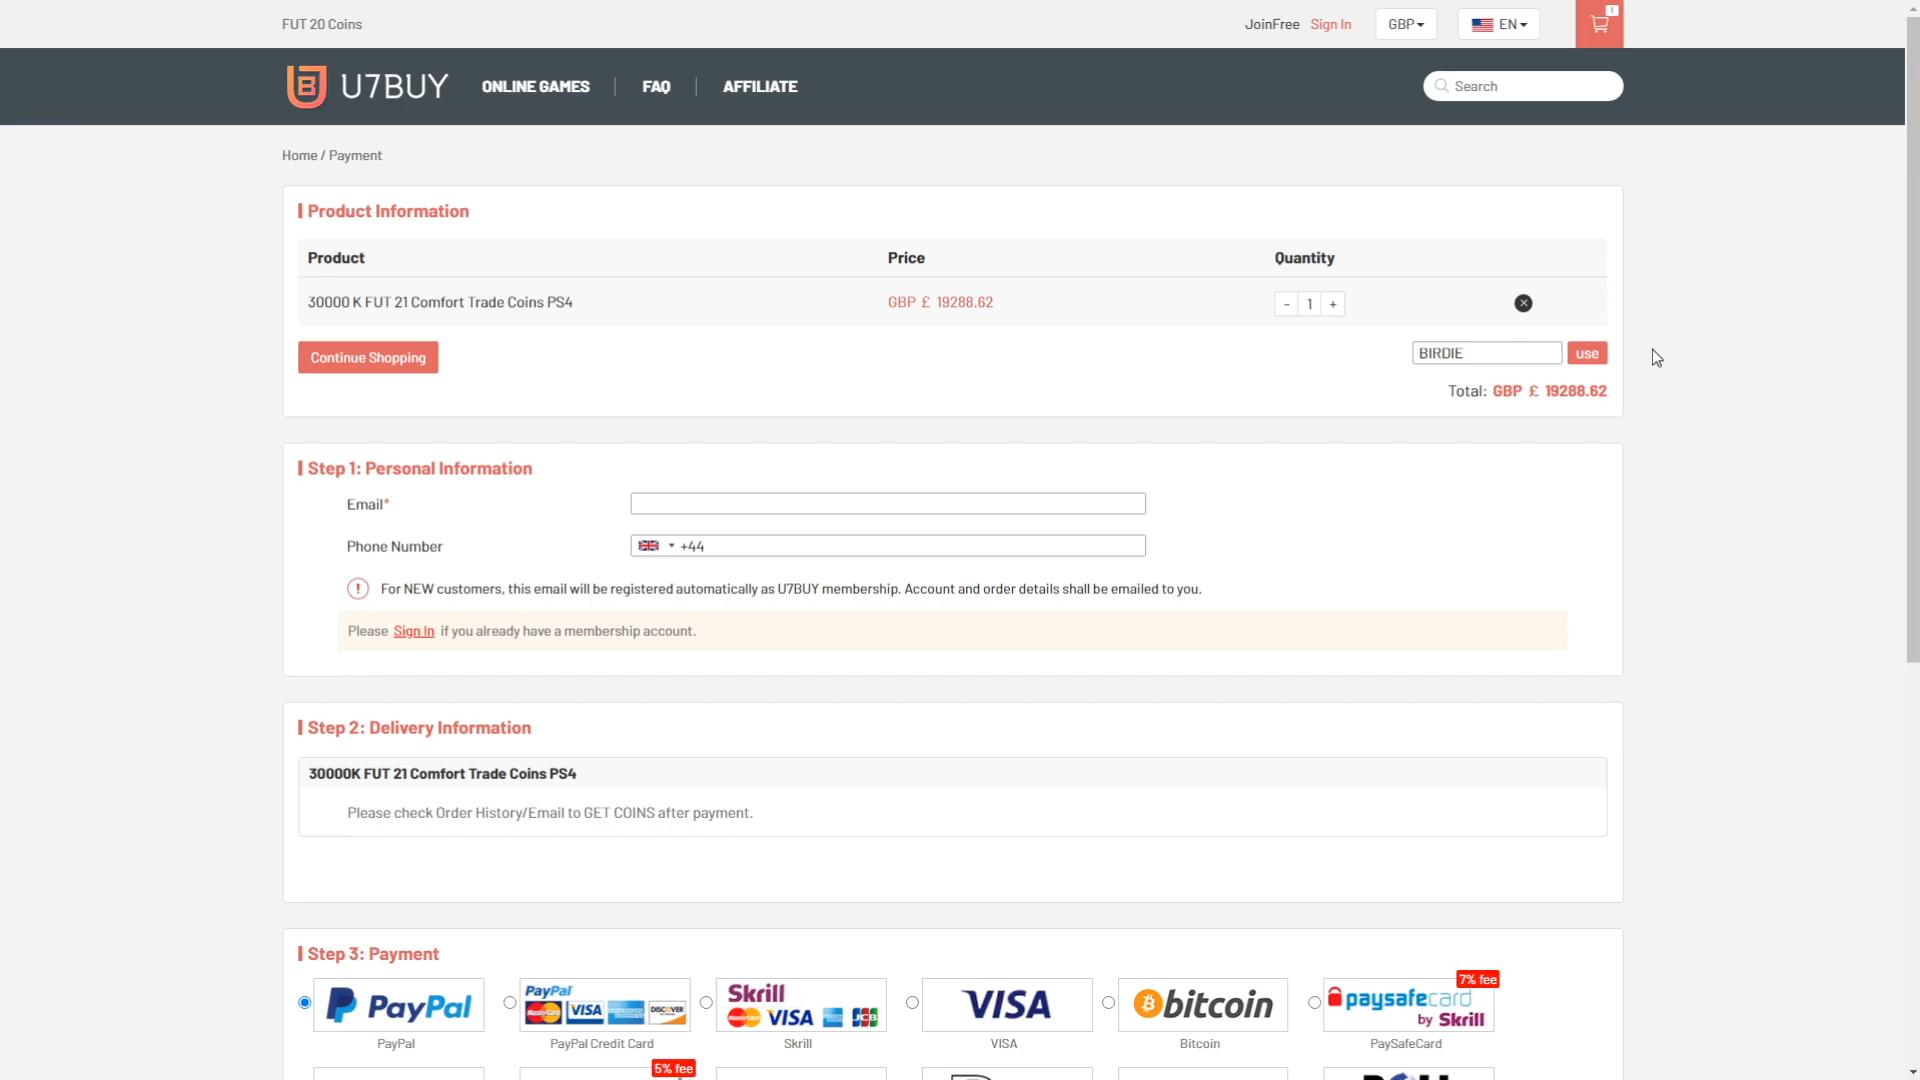 FUT 20 Coins
JoinFree Sign In GBP EN 1
U7BUY ONLINE GAMES FAQ AFFILIATE Search
Home / Payment
Product Information
Product Price Quantity
30000 K FUT 21 Comfort Trade Coins PS4 GBP £ 19288.62 - 1 +
Continue Shopping BIRDIE use
Total: GBP £ 19288.62
Step 1: Personal Information
Email*
Phone Number +44
! For NEW customers, this email will be registered automatically as U7BUY membership. Account and order details shall be emailed to you.
Please Sign In if you already have a membership account.
Step 2: Delivery Information
30000K FUT 21 Comfort Trade Coins PS4
Please check Order History/Email to GET COINS after payment.
Step 3: Payment
7% fee
PayPal PayPal MasterCard VISA DISCOVER Skrill MasterCard VISA JCB VISA bitcoin paysafecard by Skrill
PayPal PayPal Credit Card Skrill VISA Bitcoin PaySafeCard
5% fee